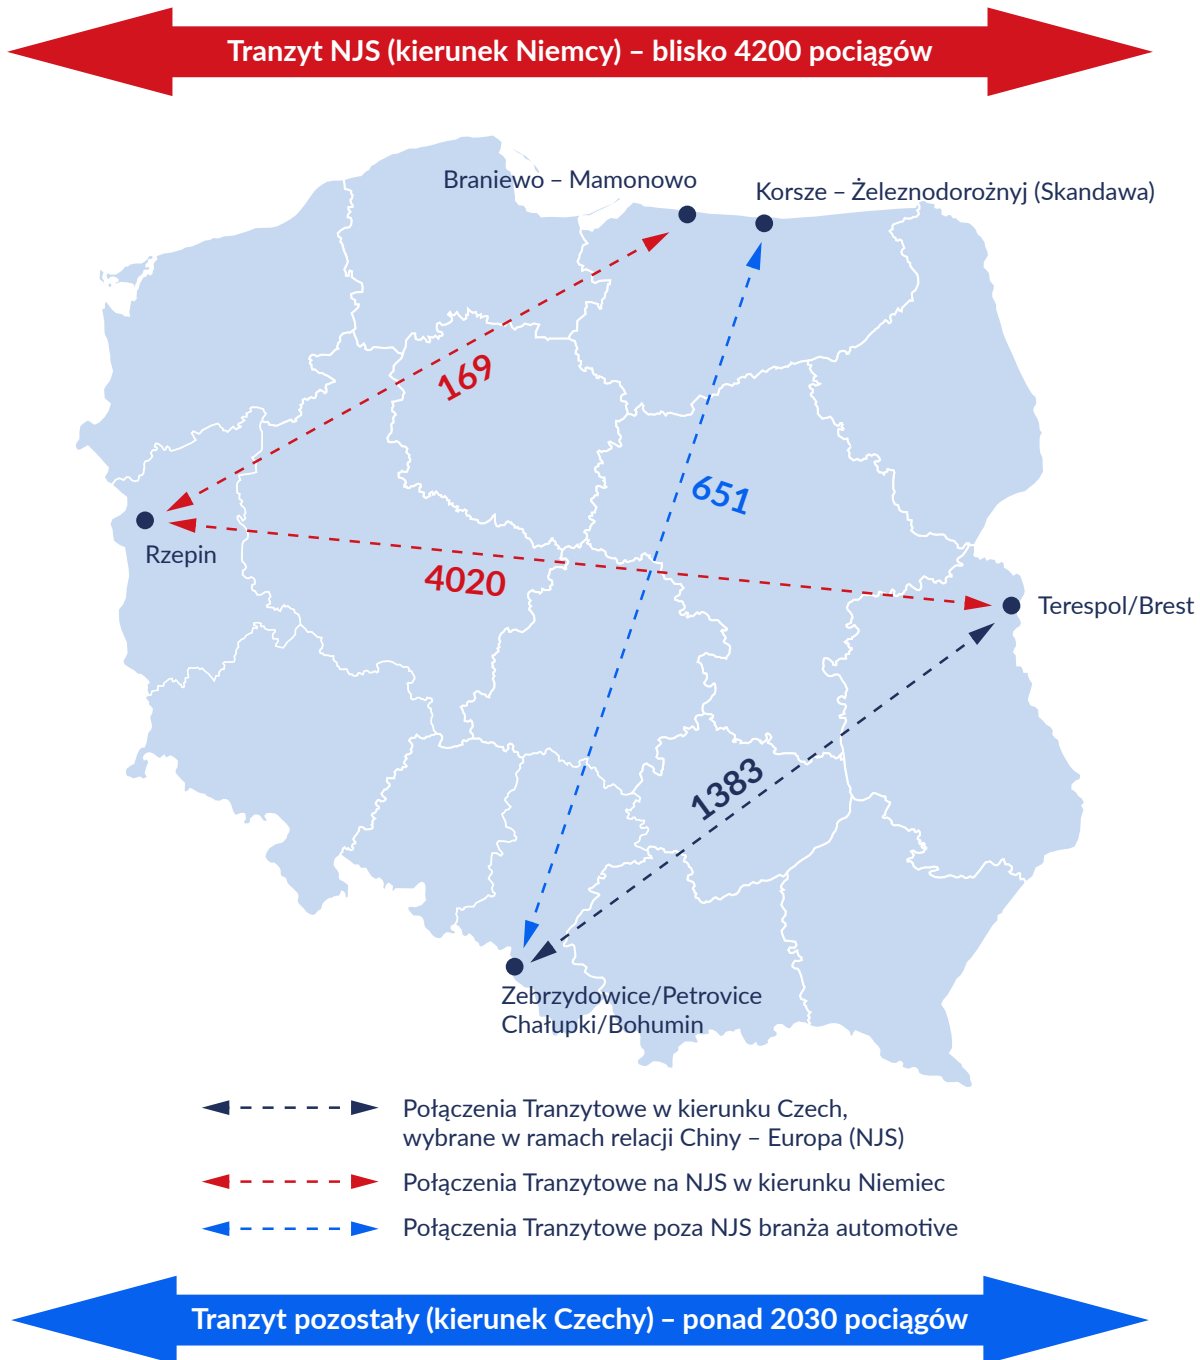 Tranzyt NJS (kierunek Niemcy) – blisko 4200 pociągów
Braniewo – Mamonowo
Korsze – Żeleznodorożnyj (Skandawa)
169
651
Rzepin
4020
Terespol/Brest
1383
Zebrzydowice/Petrovice
Chałupki/Bohumin
Połączenia Tranzytowe w kierunku Czech,
wybrane w ramach relacji Chiny – Europa (NJS)
Połączenia Tranzytowe na NJS w kierunku Niemiec
Połączenia Tranzytowe poza NJS branża automotive
Tranzyt pozostały (kierunek Czechy) – ponad 2030 pociągów